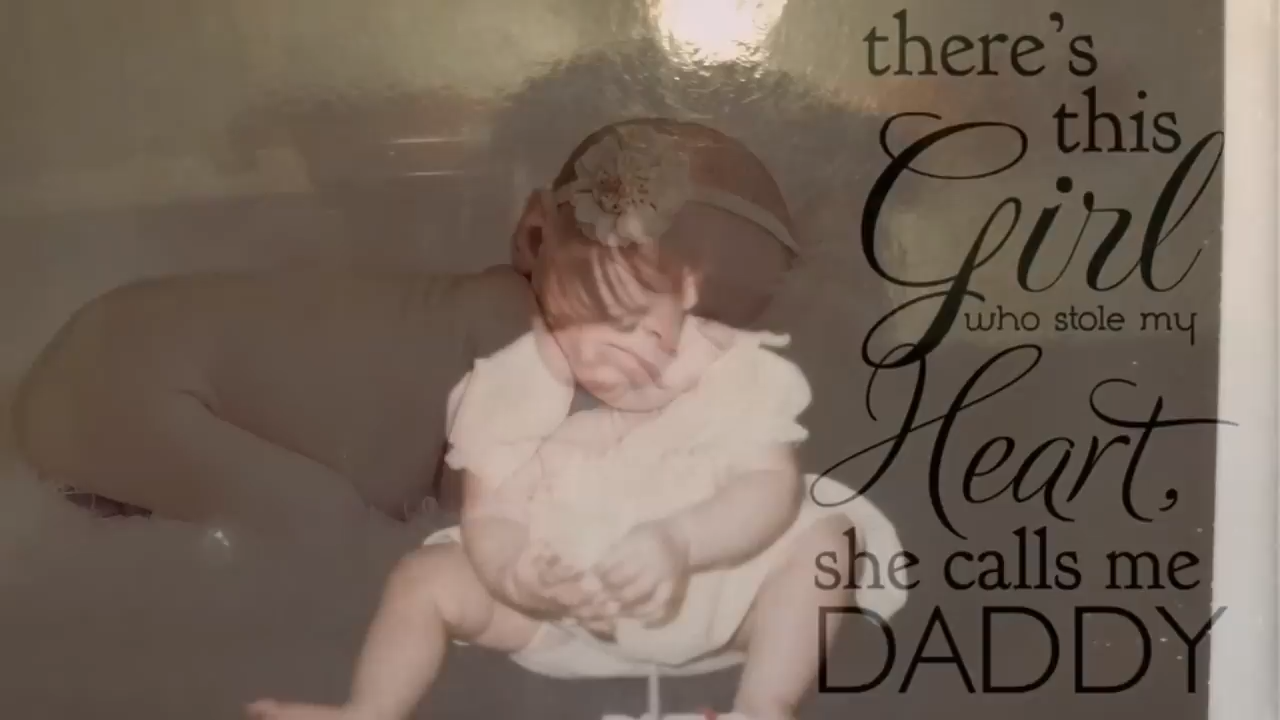 there's
this
Girl
who stole my
Heart,
she calls me
DADDY